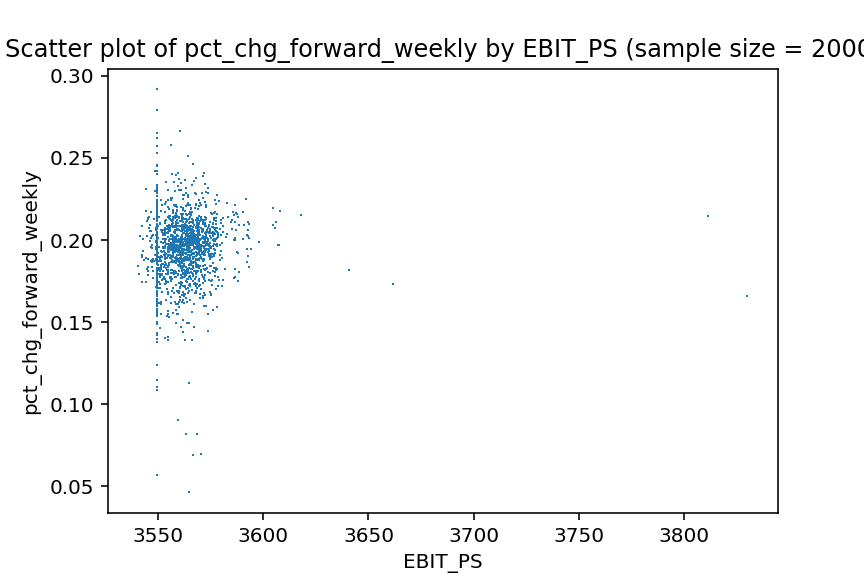 Scatter plot of pct_chg_forward_weekly by EBIT_PS (sample size = 2000
0.30
0.25
0.20
0.15
0.10
0.05
pct_chg_forward_weekly
3550 3600 3650 3700 3750 3800
EBIT_PS